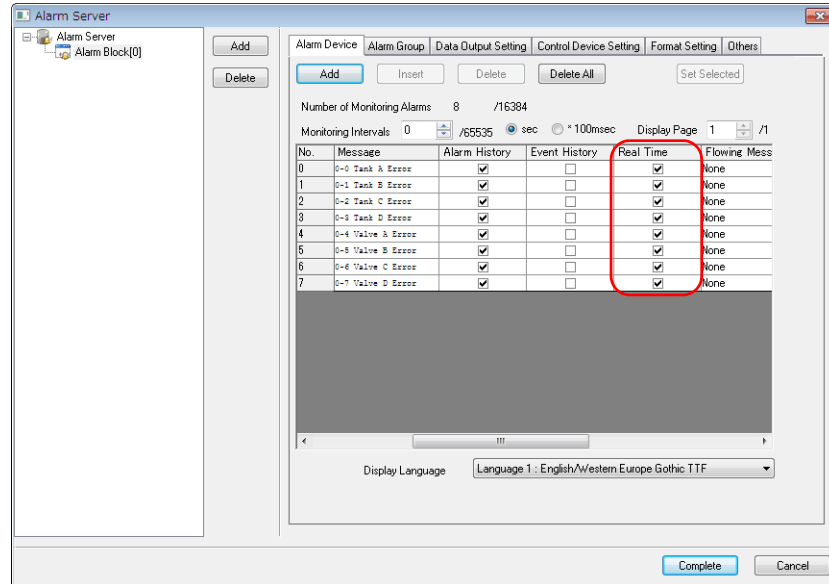 Alarm Server
Alarm Server
Alarm Block[0]
Add
Delete
Alarm Device Alarm Group Data Output Setting Control Device Setting Format Setting Others
Add Insert Delete Delete All Set Selected
Number of Monitoring Alarms 8 /16384
Monitoring Intervals 0 /65535 sec * 100msec Display Page 1 /1
No. Message Alarm History Event History Real Time Flowing Mess
0 0-0 Tank A Error None
1 0-1 Tank B Error None
2 0-2 Tank C Error None
3 0-3 Tank D Error None
4 0-4 Valve A Error None
5 0-5 Valve B Error None
6 0-6 Valve C Error None
7 0-7 Valve D Error None
Display Language Language 1 : English/Western Europe Gothic TTF
Complete Cancel